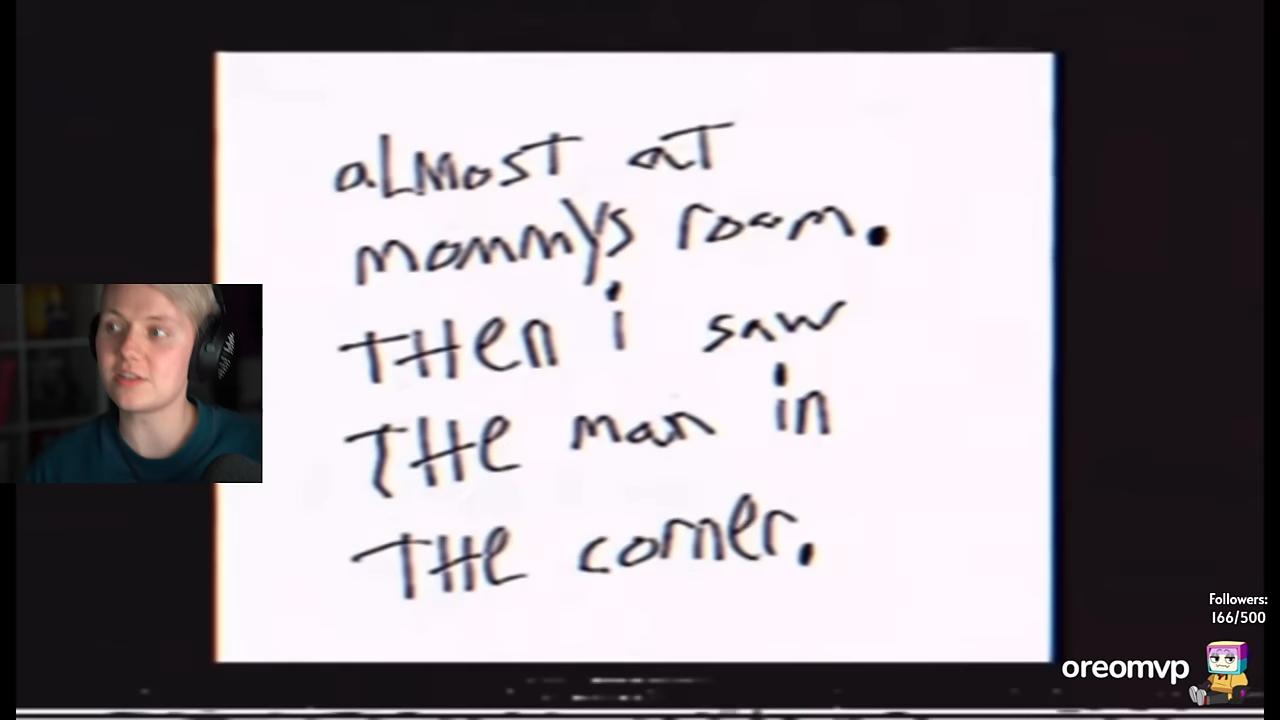 aLMosT aT
mommys room.
THen i saw
THe man in
THe corner.
Followers:
166/500
oreomvp